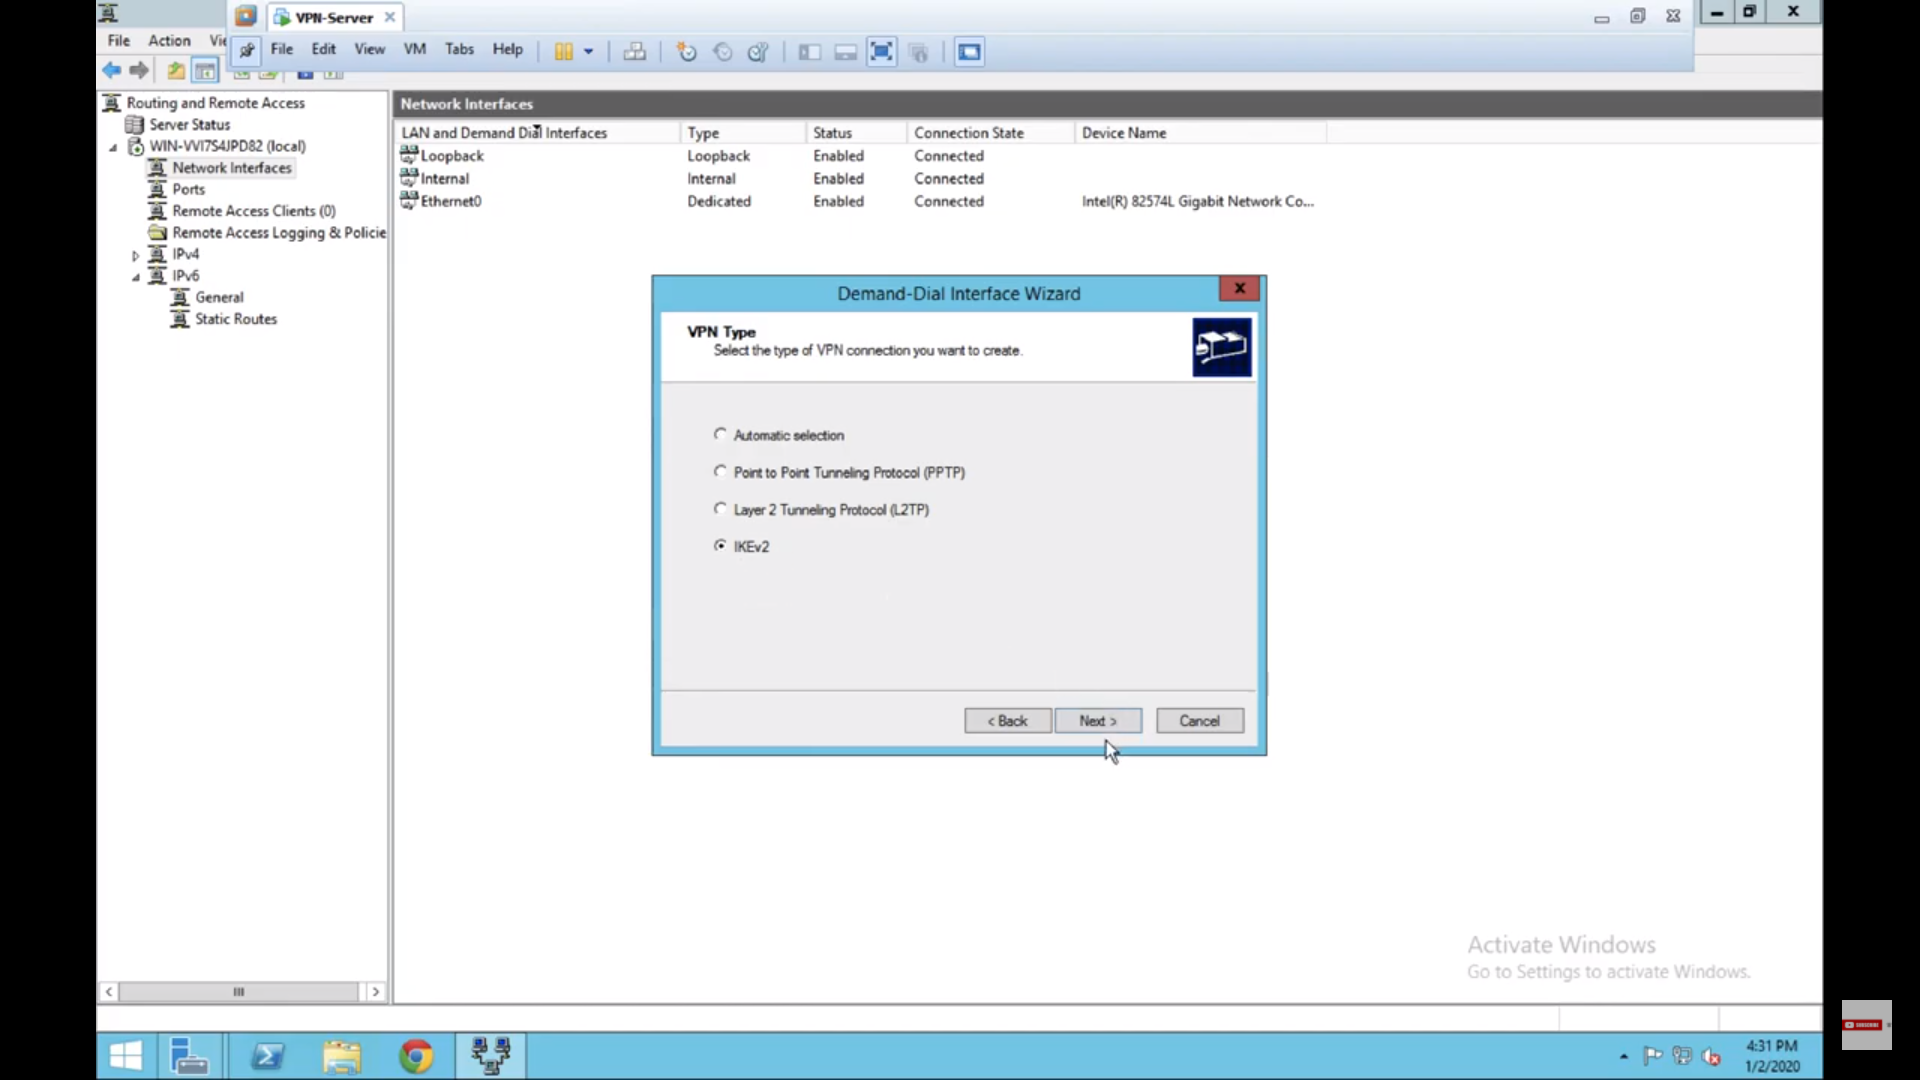 VPN-Server
File Action
File Edit View VM Tabs Help
Routing and Remote Access
Server Status
WIN-VVI7S4JPD82 (local)
Network Interfaces
Ports
Remote Access Clients (0)
Remote Access Logging & Policie
IPv4
IPv6
General
Static Routes
Network Interfaces
LAN and Demand Dial Interfaces Type Status Connection State Device Name
Loopback Loopback Enabled Connected
Internal Internal Enabled Connected
Ethernet0 Dedicated Enabled Connected Intel(R) 82574L Gigabit Network Co...
Demand-Dial Interface Wizard
VPN Type
Select the type of VPN connection you want to create.
Automatic selection
Point to Point Tunneling Protocol (PPTP)
Layer 2 Tunneling Protocol (L2TP)
IKEv2
< Back Next > Cancel
Activate Windows
Go to Settings to activate Windows.
4:31 PM
1/2/2020
SUBSCRIBE